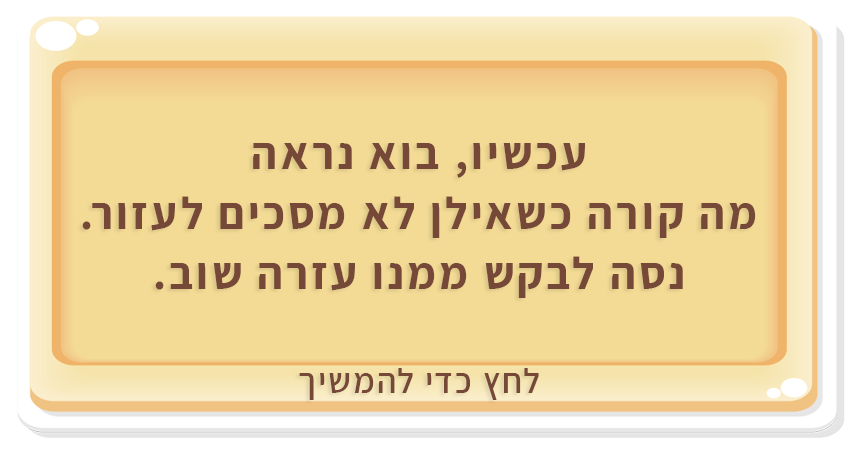 עכשיו, בוא נראה
מה קורה כשאילן לא מסכים לעזור.
נסה לבקש ממנו עזרה שוב.
לחץ כדי להמשיך